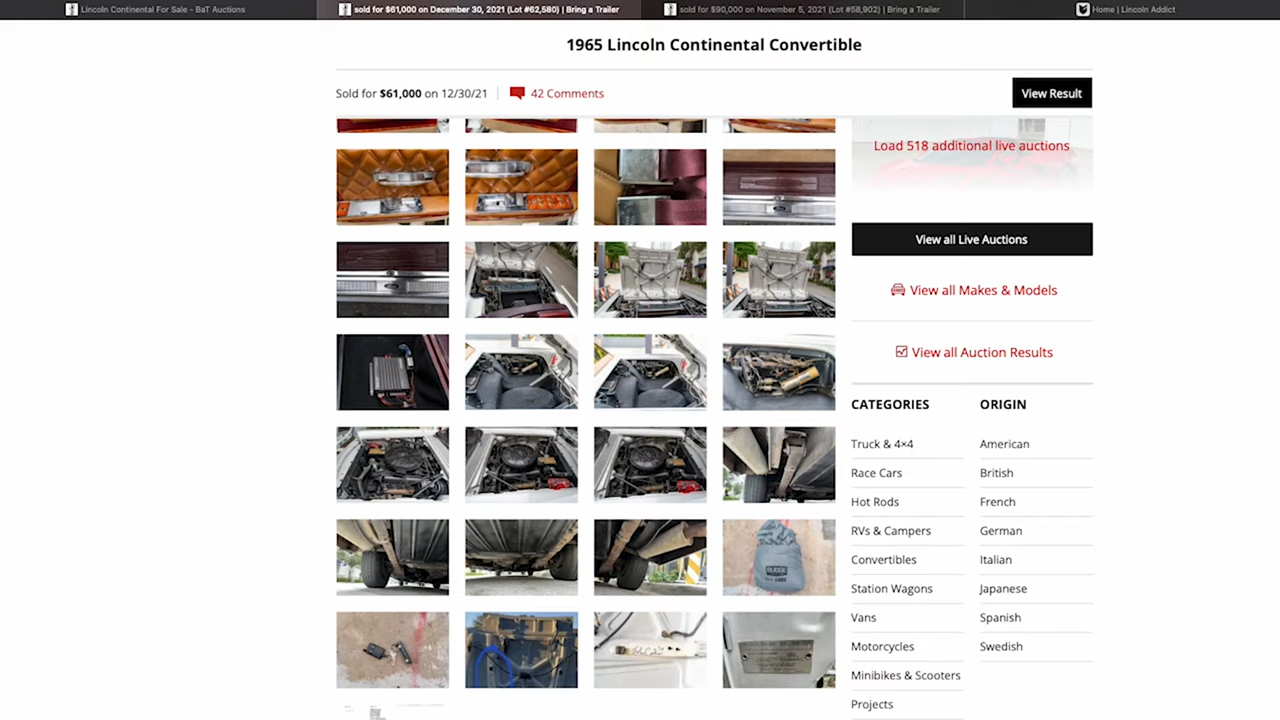 Lincoln Continental For Sale - BaT Auctions
sold for $61,000 on December 30, 2021 (Lot #62,580) | Bring a Trailer
sold for $90,000 on November 5, 2021 (Lot #58,902) | Bring a Trailer
Home | Lincoln Addict
1965 Lincoln Continental Convertible
Sold for $61,000 on 12/30/21
42 Comments
View Result
Load 518 additional live auctions
View all Live Auctions
View all Makes & Models
View all Auction Results
CATEGORIES
Truck & 4×4
Race Cars
Hot Rods
RVs & Campers
Convertibles
Station Wagons
Vans
Motorcycles
Minibikes & Scooters
Projects
ORIGIN
American
British
French
German
Italian
Japanese
Spanish
Swedish